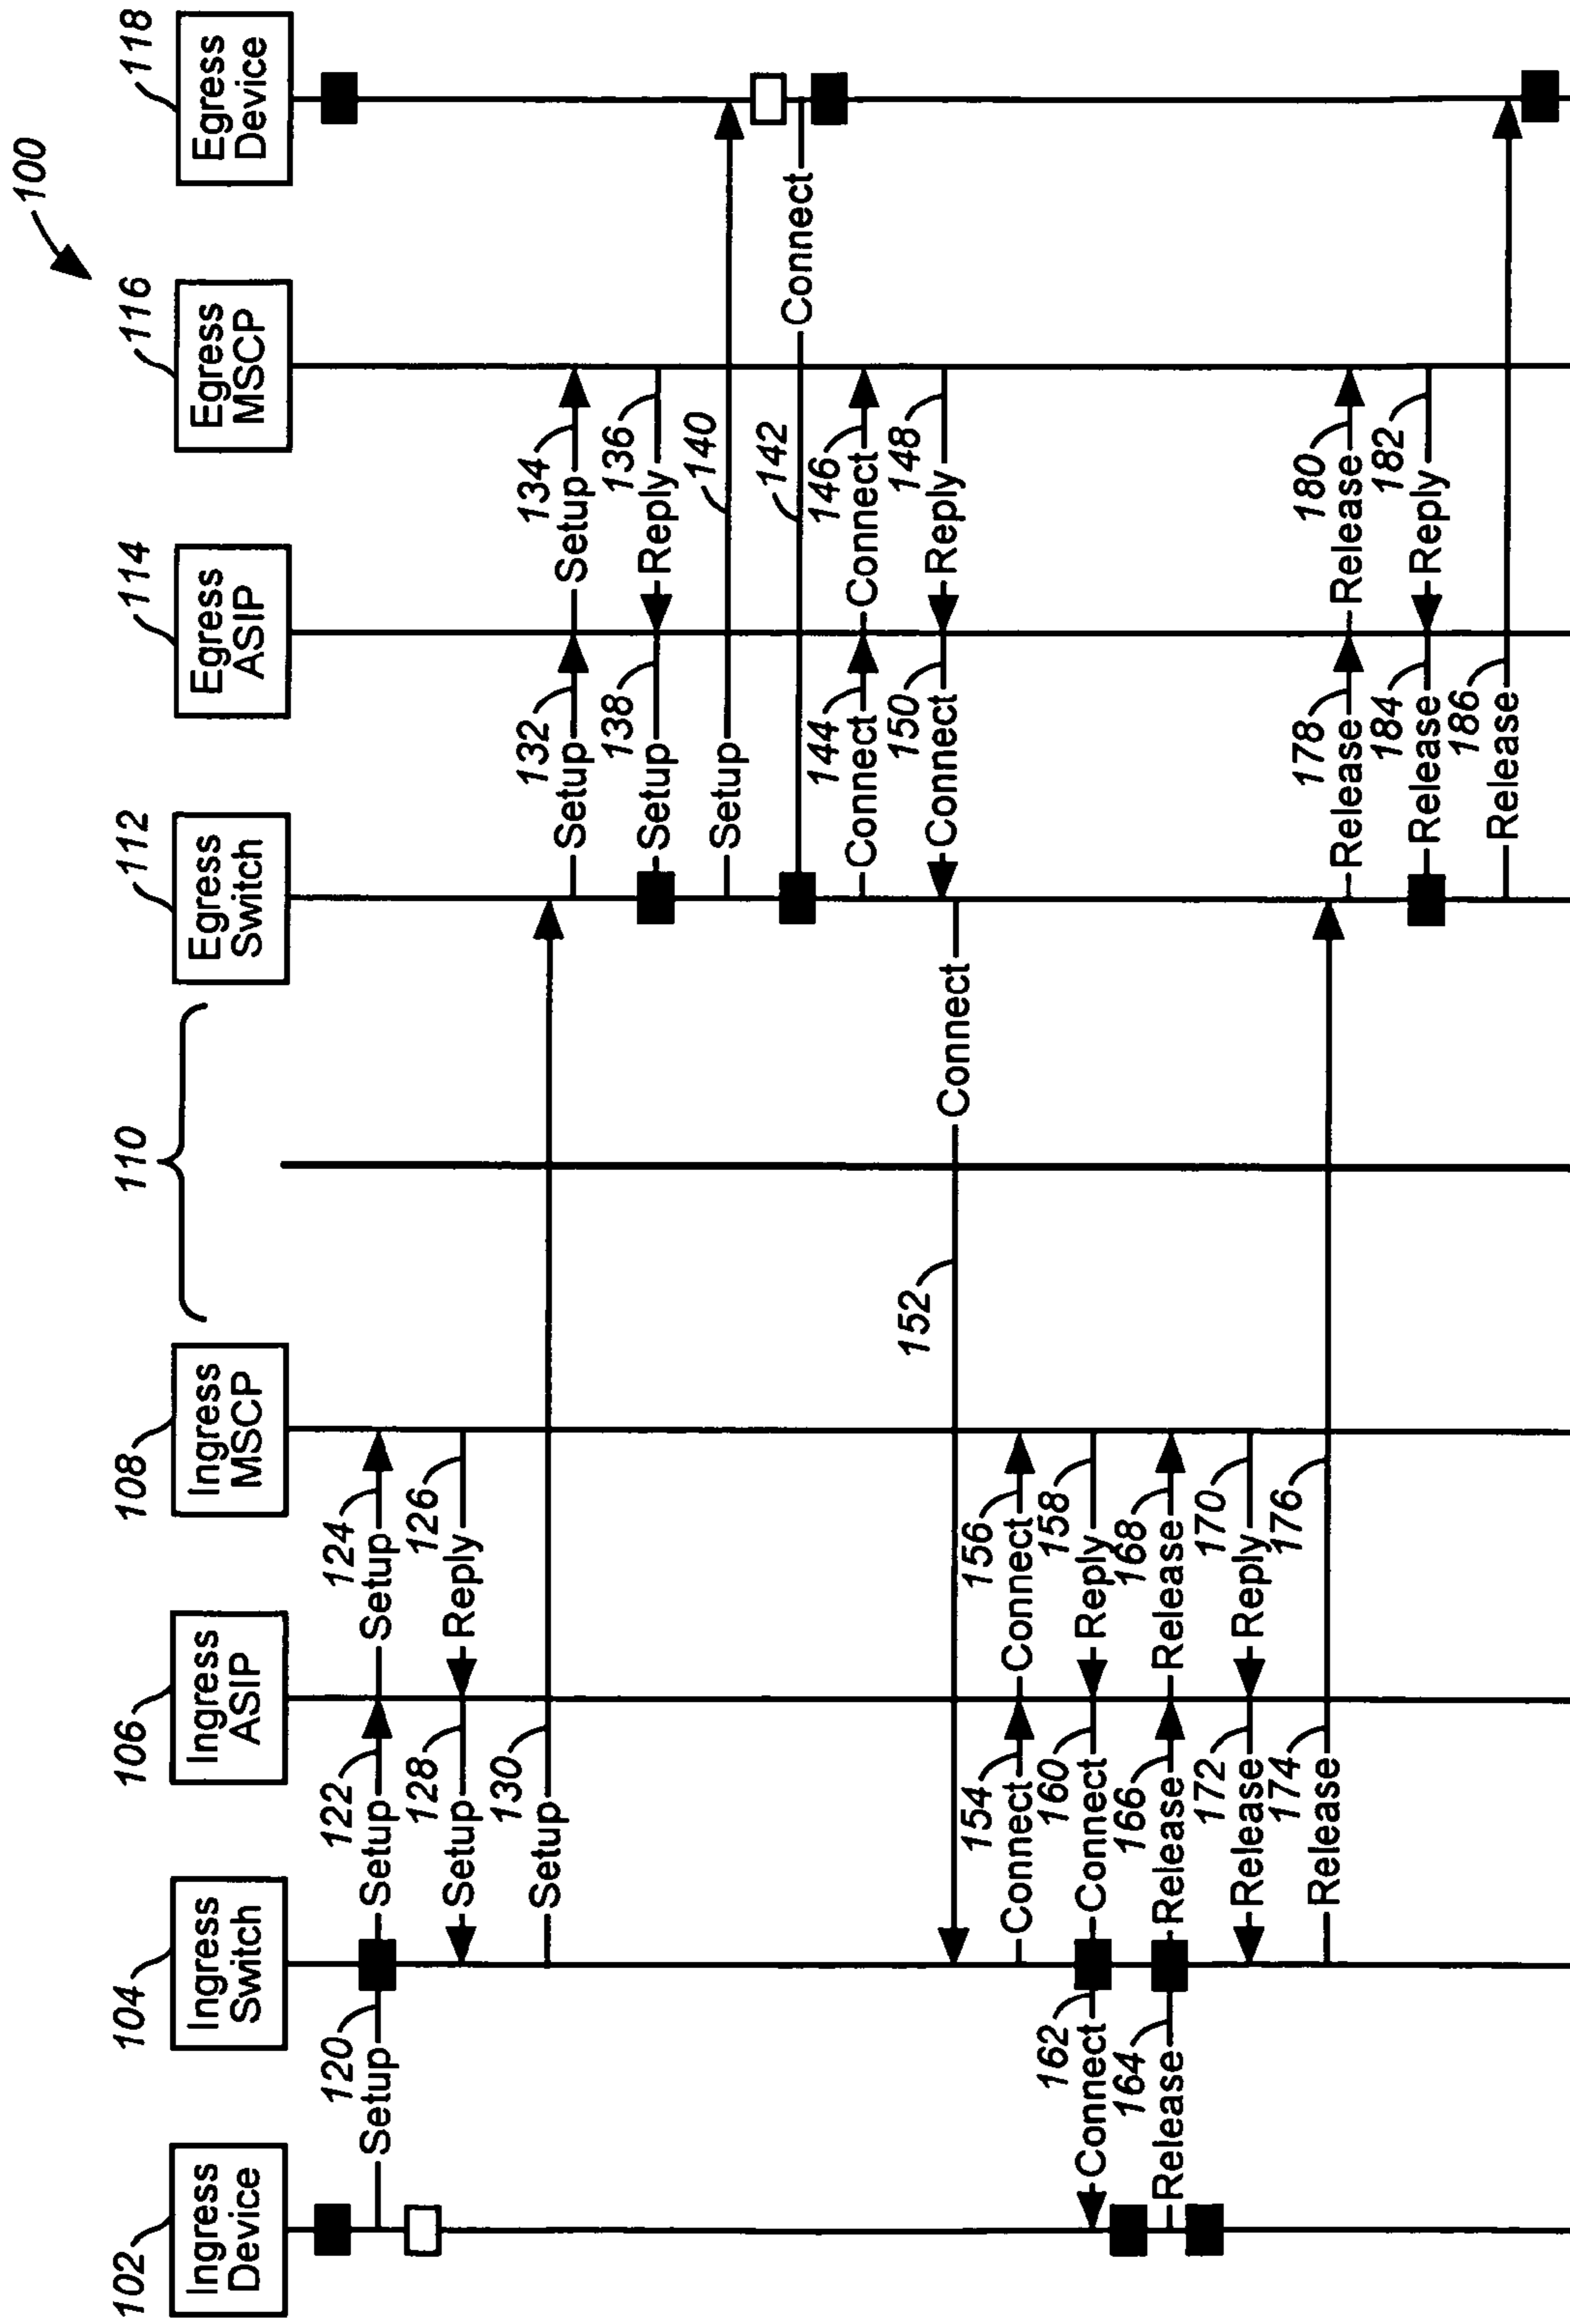 100
102
Ingress
Device
104
Ingress
Switch
106
Ingress
ASIP
108
Ingress
MSCP
110
112
Egress
Switch
114
Egress
ASIP
116
Egress
MSCP
118
Egress
Device
120
Setup
122
Setup
124
Setup
126
Reply
128
Setup
130
Setup
132
Setup
134
Setup
136
Reply
138
Setup
140
Setup
142
Connect
144
Connect
146
Connect
148
Reply
150
Connect
152
Connect
154
Connect
156
Connect
158
Reply
160
Connect
162
Connect
164
Release
166
Release
168
Release
170
Reply
172
Release
174
Release
176
178
Release
180
Release
182
Reply
184
Release
186
Release